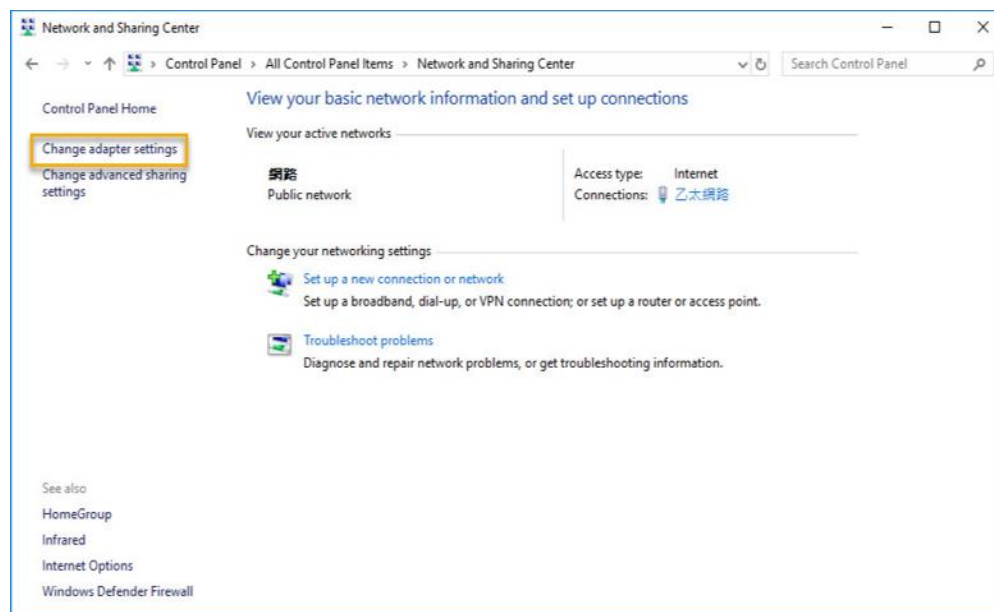 Network and Sharing Center
Control Panel > All Control Panel Items > Network and Sharing Center
Search Control Panel
Control Panel Home
Change adapter settings
Change advanced sharing
settings
View your basic network information and set up connections
View your active networks
網路
Public network
Access type: Internet
Connections: 乙太網路
Change your networking settings
Set up a new connection or network
Set up a broadband, dial-up, or VPN connection; or set up a router or access point.
Troubleshoot problems
Diagnose and repair network problems, or get troubleshooting information.
See also
HomeGroup
Infrared
Internet Options
Windows Defender Firewall